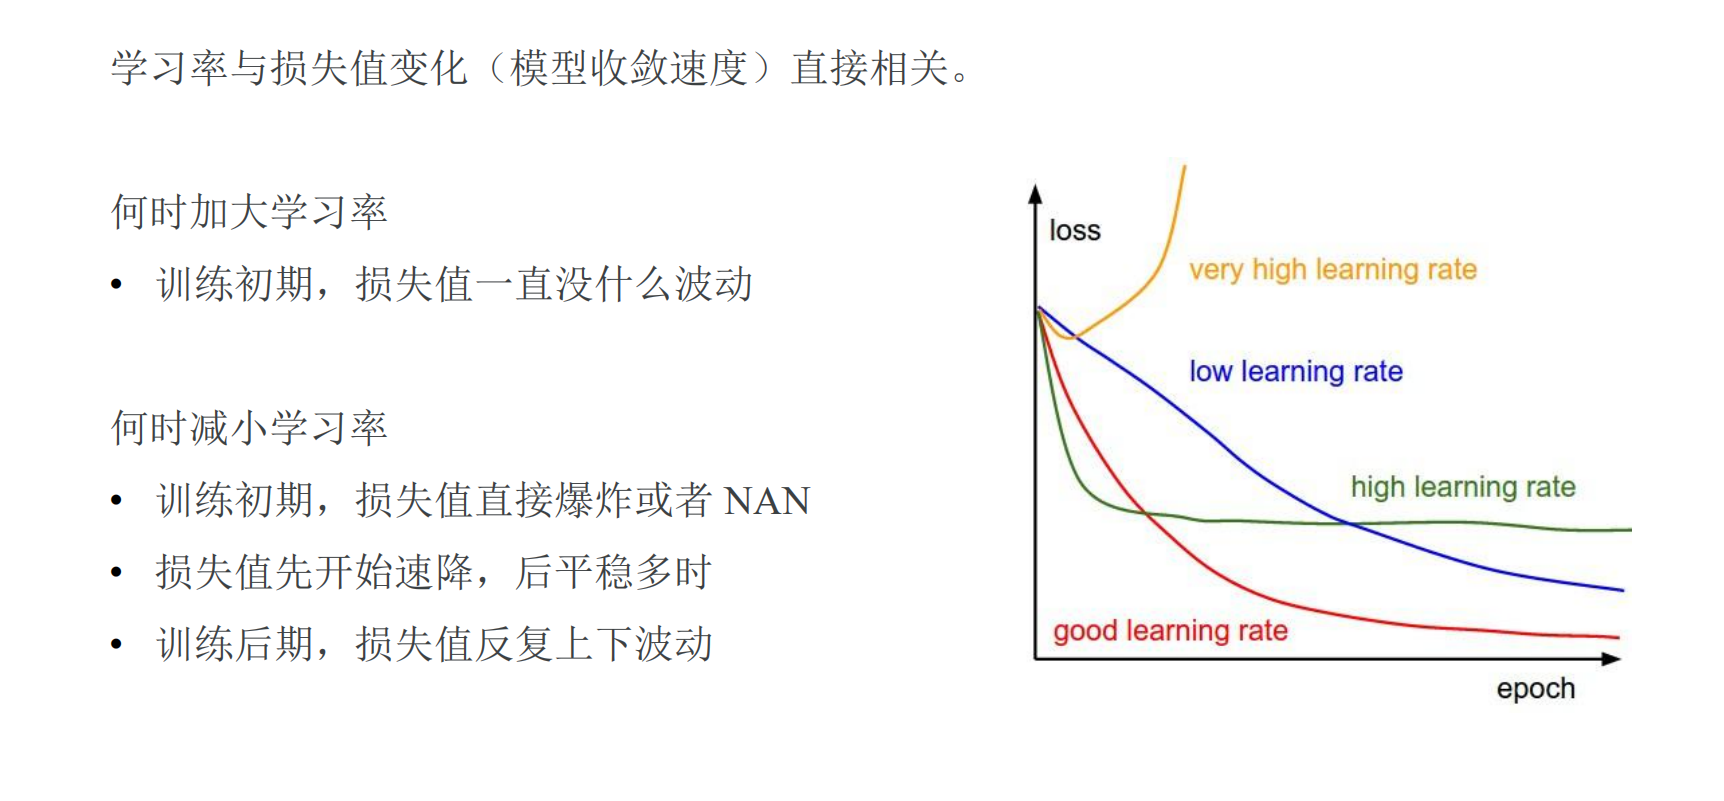 学习率与损失值变化（模型收敛速度）直接相关。
何时加大学习率
• 训练初期，损失值一直没什么波动
何时减小学习率
• 训练初期，损失值直接爆炸或者 NAN
• 损失值先开始速降，后平稳多时
• 训练后期，损失值反复上下波动
loss
very high learning rate
low learning rate
high learning rate
good learning rate
epoch